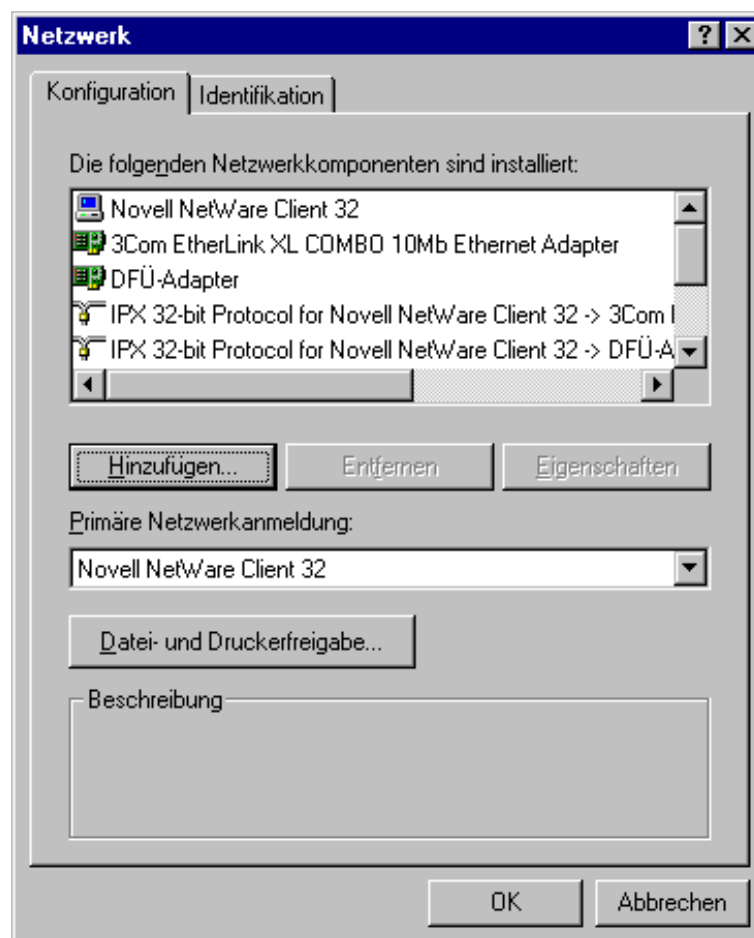 Netzwerk
Konfiguration Identifikation
Die folgenden Netzwerkkomponenten sind installiert:
Novell NetWare Client 32
3Com EtherLink XL COMBO 10Mb Ethernet Adapter
DFÜ-Adapter
IPX 32-bit Protocol for Novell NetWare Client 32 -> 3Com
IPX 32-bit Protocol for Novell NetWare Client 32 -> DFÜ-A
Hinzufügen... Entfernen Eigenschaften
Primäre Netzwerkanmeldung:
Novell NetWare Client 32
Datei- und Druckerfreigabe...
Beschreibung
OK Abbrechen